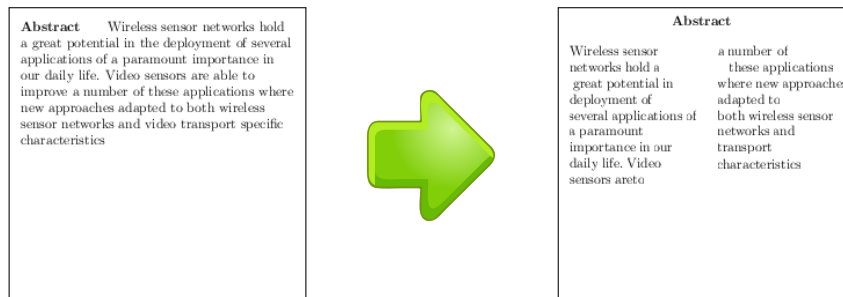 Abstract Wireless sensor networks hold
a great potential in the deployment of several
applications of a paramount importance in
our daily life. Video sensors are able to
improve a number of these applications where
new approaches adapted to both wireless
sensor networks and video transport specific
characteristics
Abstract
Wireless sensor
networks hold a
great potential in
deployment of
several applications of
a paramount
importance in our
daily life. Video
sensors areto
a number of
these applications
where new approaches
adapted to
both wireless sensor
networks and
transport
characteristics